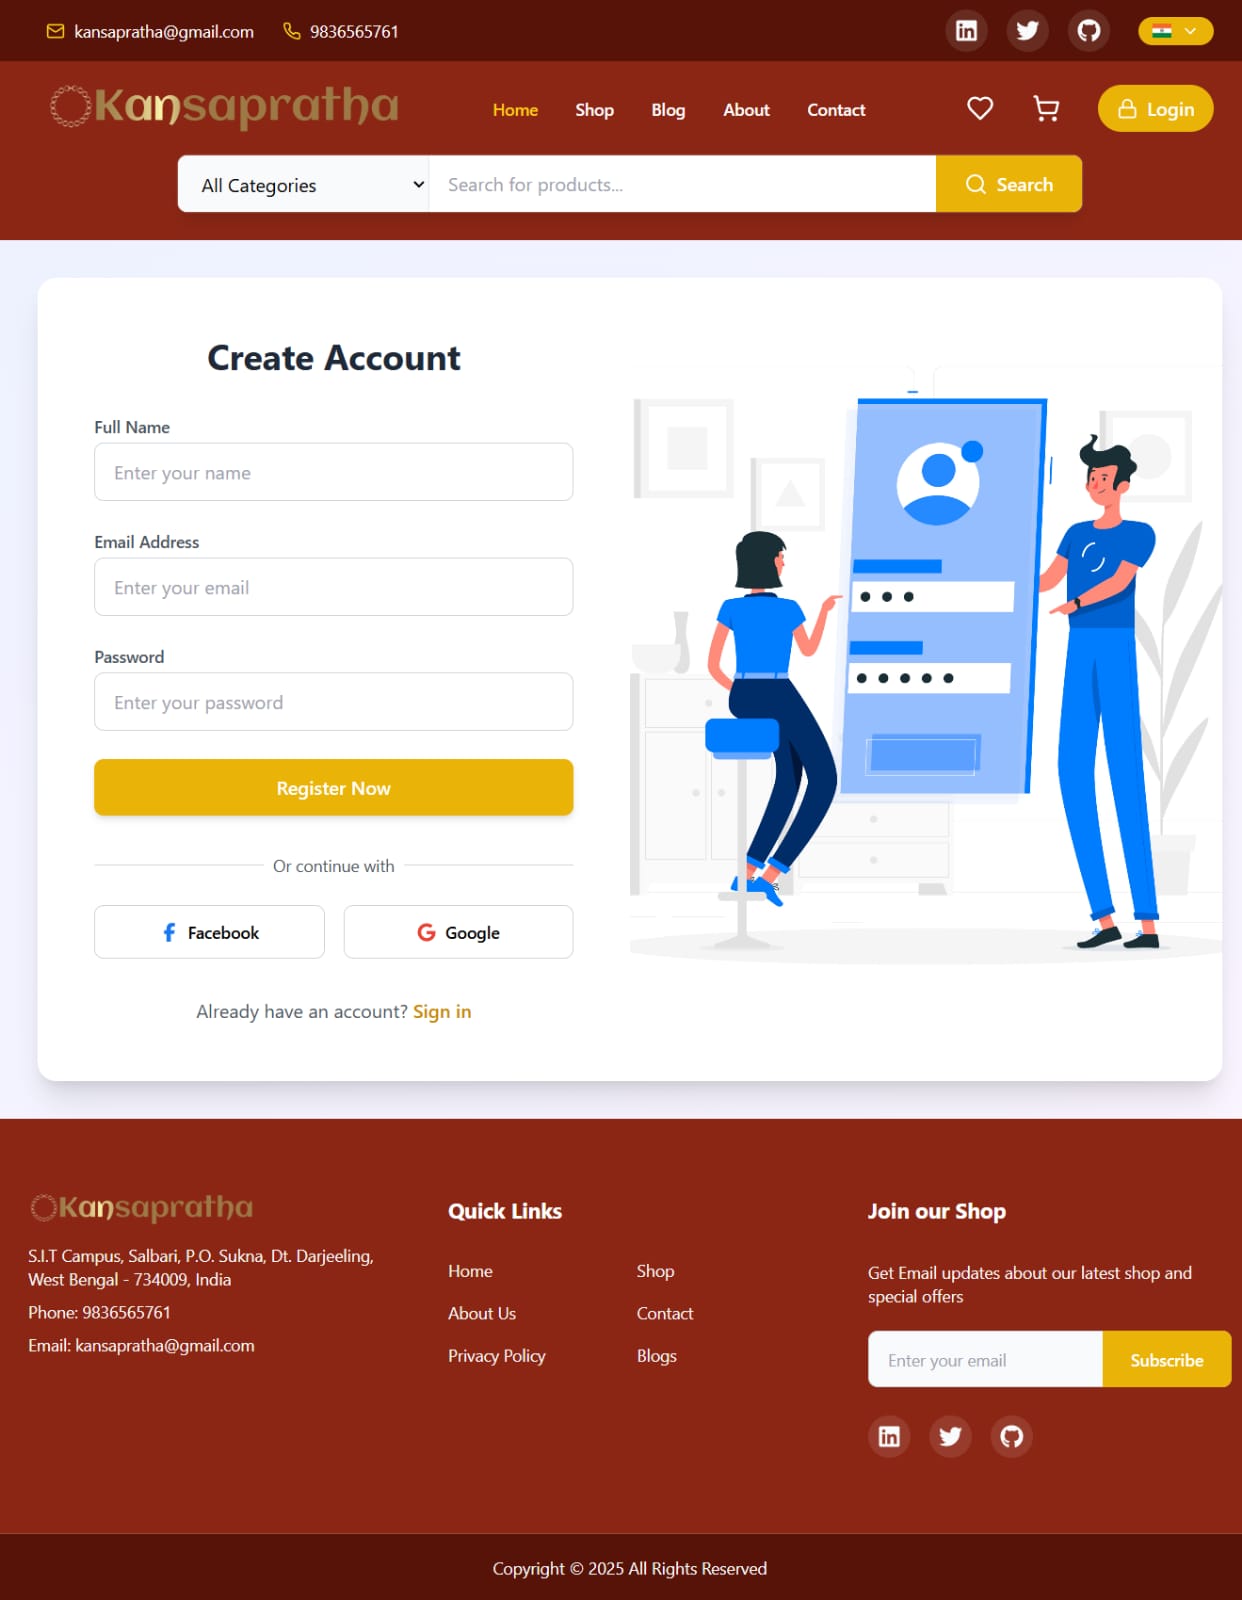 kansapratha@gmail.com
9836565761
Kansapratha
Home
Shop
Blog
About
Contact
Login
All Categories
Search for products...
Search
Create Account
Full Name
Enter your name
Email Address
Enter your email
Password
Enter your password
Register Now
Or continue with
Facebook
Google
Already have an account? Sign in
Kansapratha
S.I.T Campus, Salbari, P.O. Sukna, Dt. Darjeeling,
West Bengal - 734009, India
Phone: 9836565761
Email: kansapratha@gmail.com
Quick Links
Home
Shop
About Us
Contact
Privacy Policy
Blogs
Join our Shop
Get Email updates about our latest shop and
special offers
Enter your email
Subscribe
Copyright © 2025 All Rights Reserved